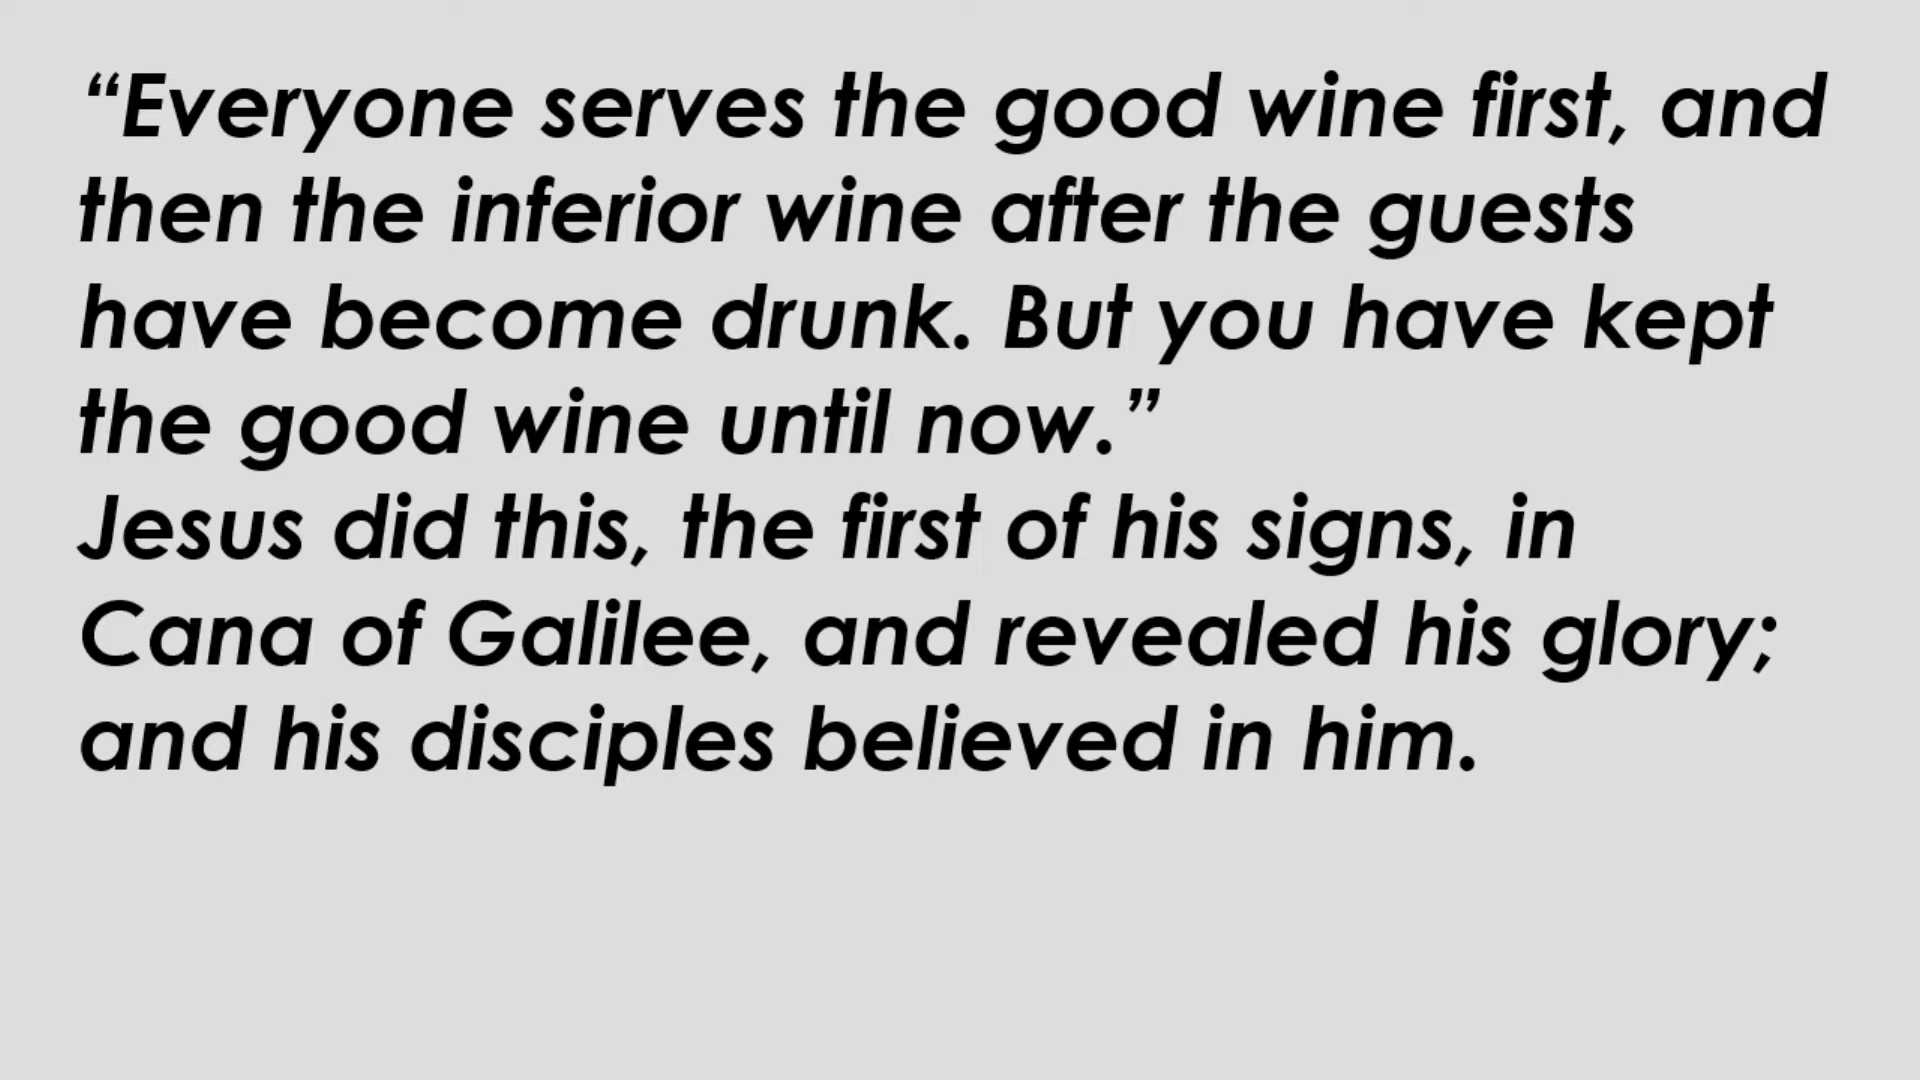 “Everyone serves the good wine first, and
then the inferior wine after the guests
have become drunk. But you have kept
the good wine until now.”
Jesus did this, the first of his signs, in
Cana of Galilee, and revealed his glory;
and his disciples believed in him.